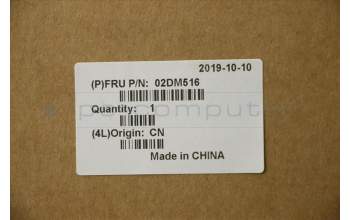 2019-10-10
(P)FRU P/N: 02DM516
Quantity: 1
(4L)Origin: CN
Made in CHINA